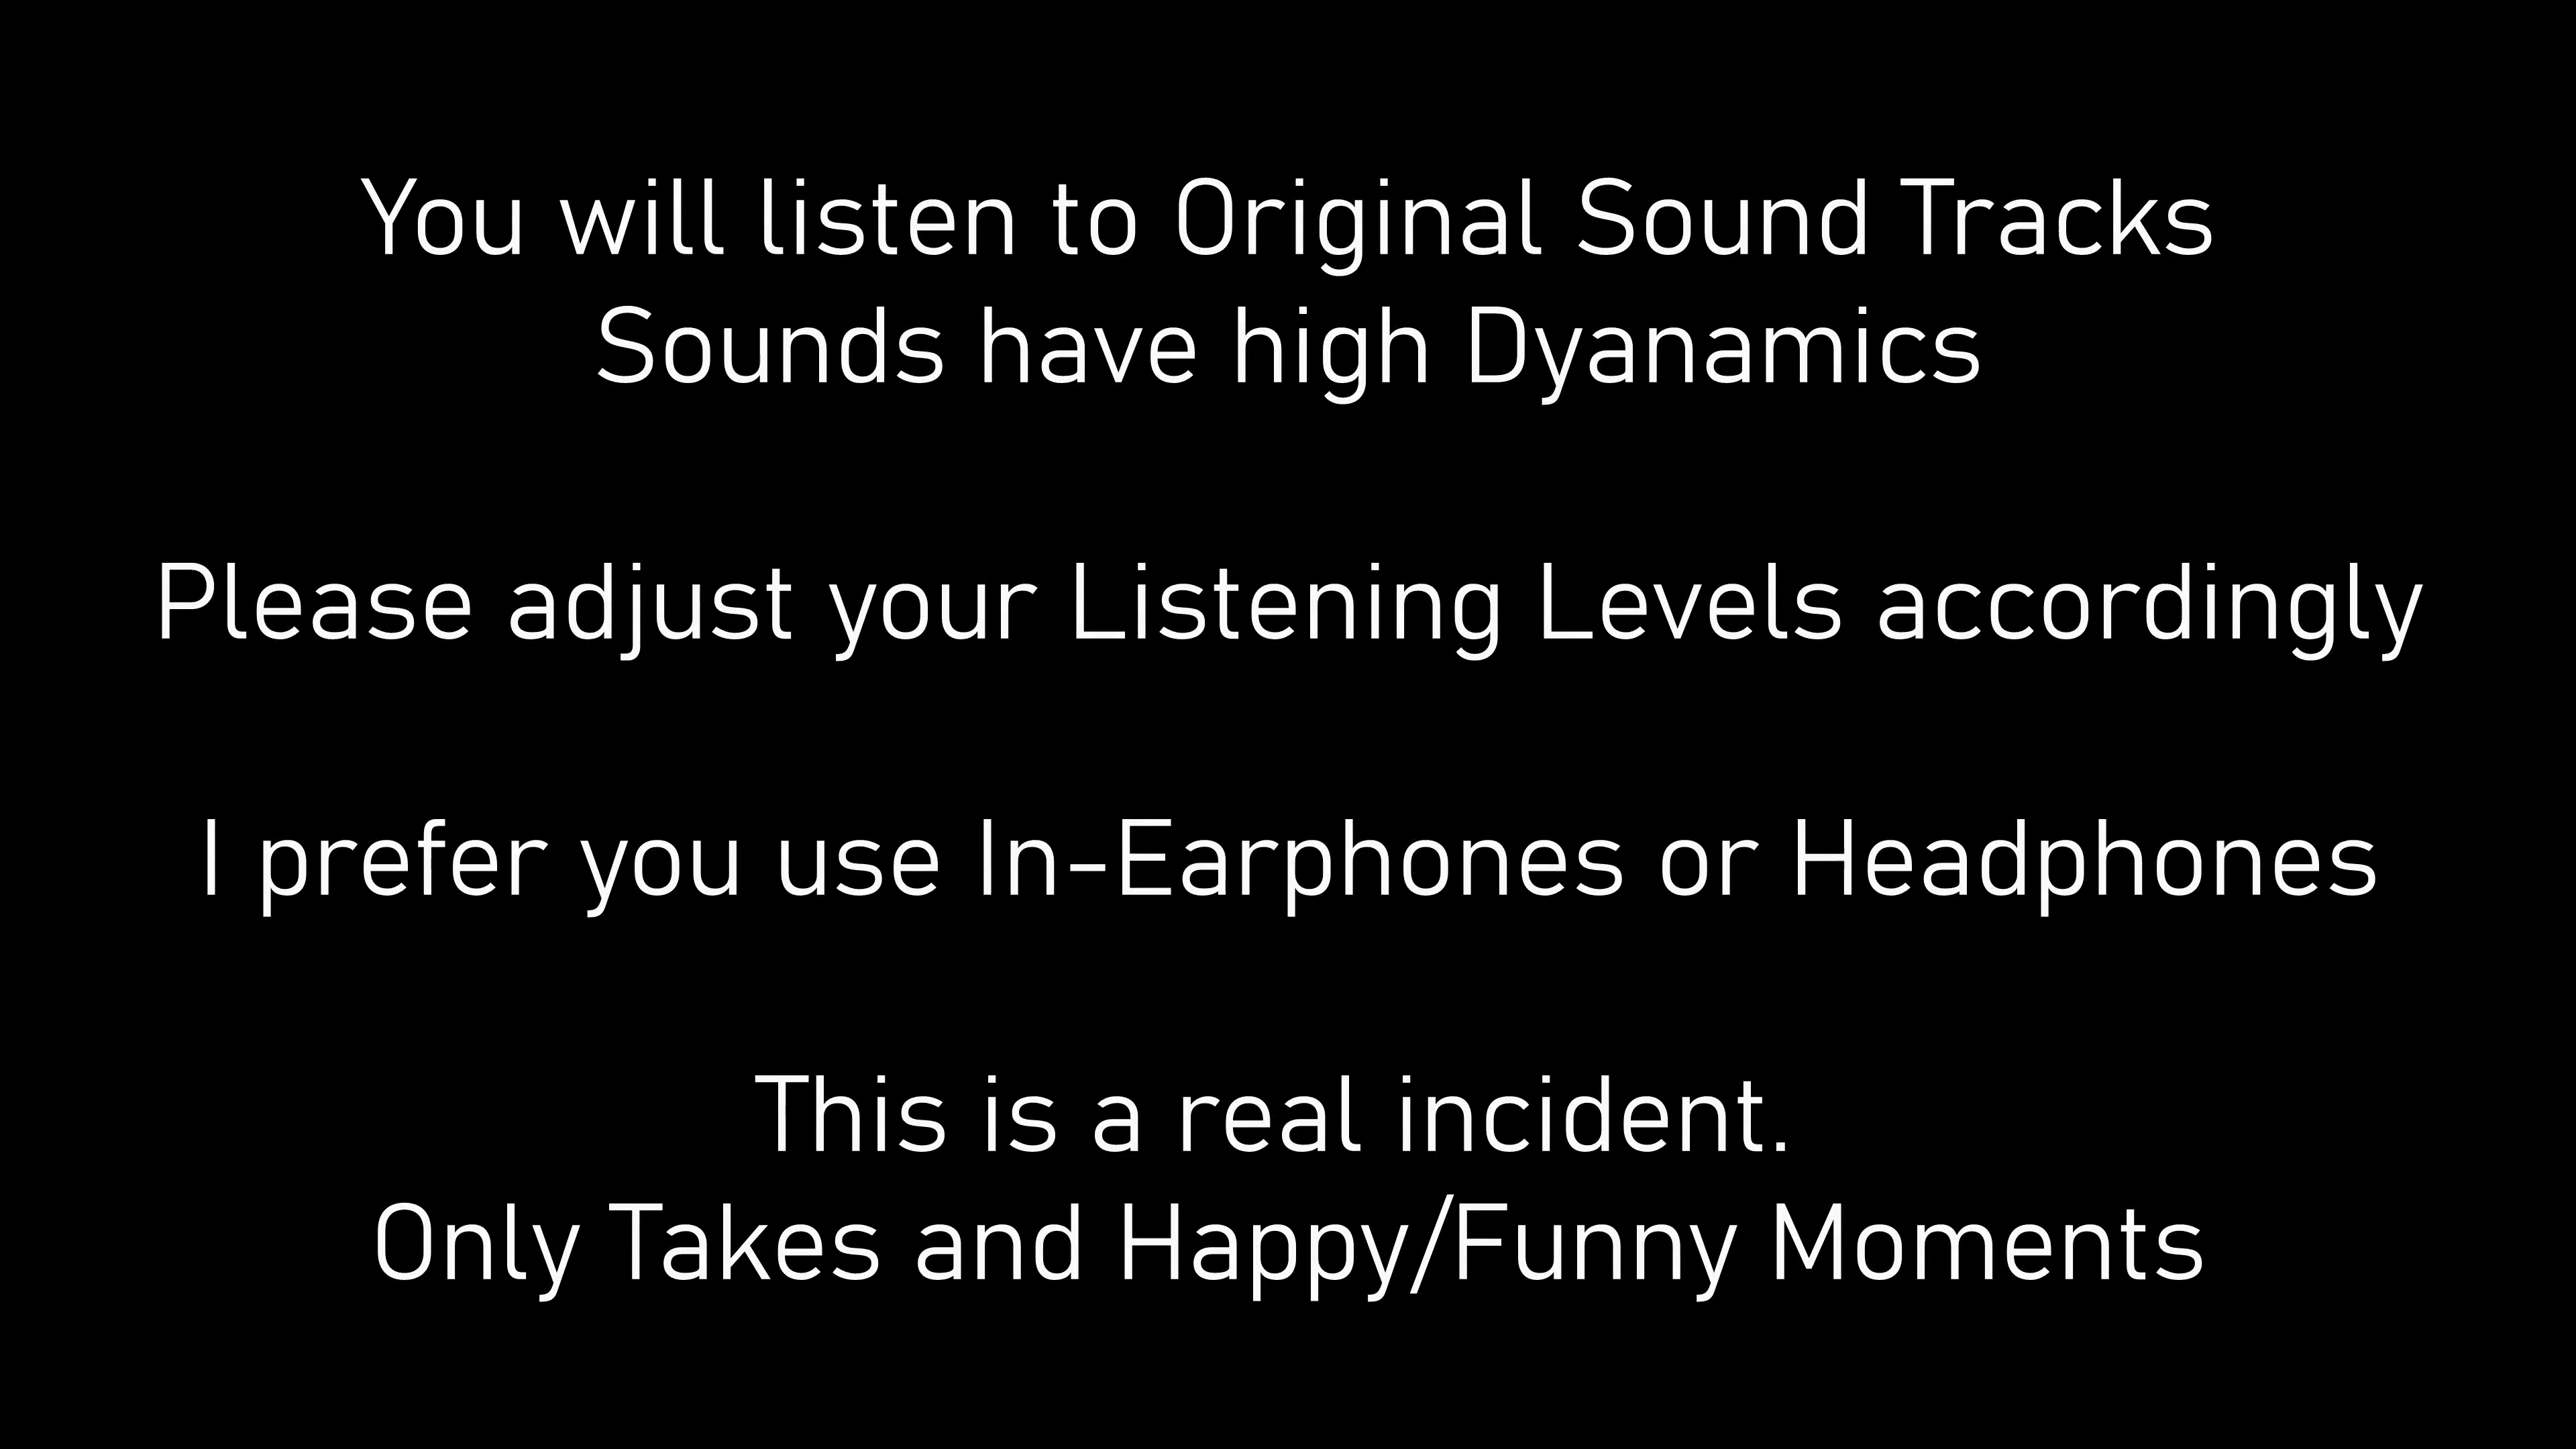 You will listen to Original Sound Tracks
Sounds have high Dyanamics
Please adjust your Listening Levels accordingly
I prefer you use In-Earphones or Headphones
This is a real incident.
Only Takes and Happy/Funny Moments